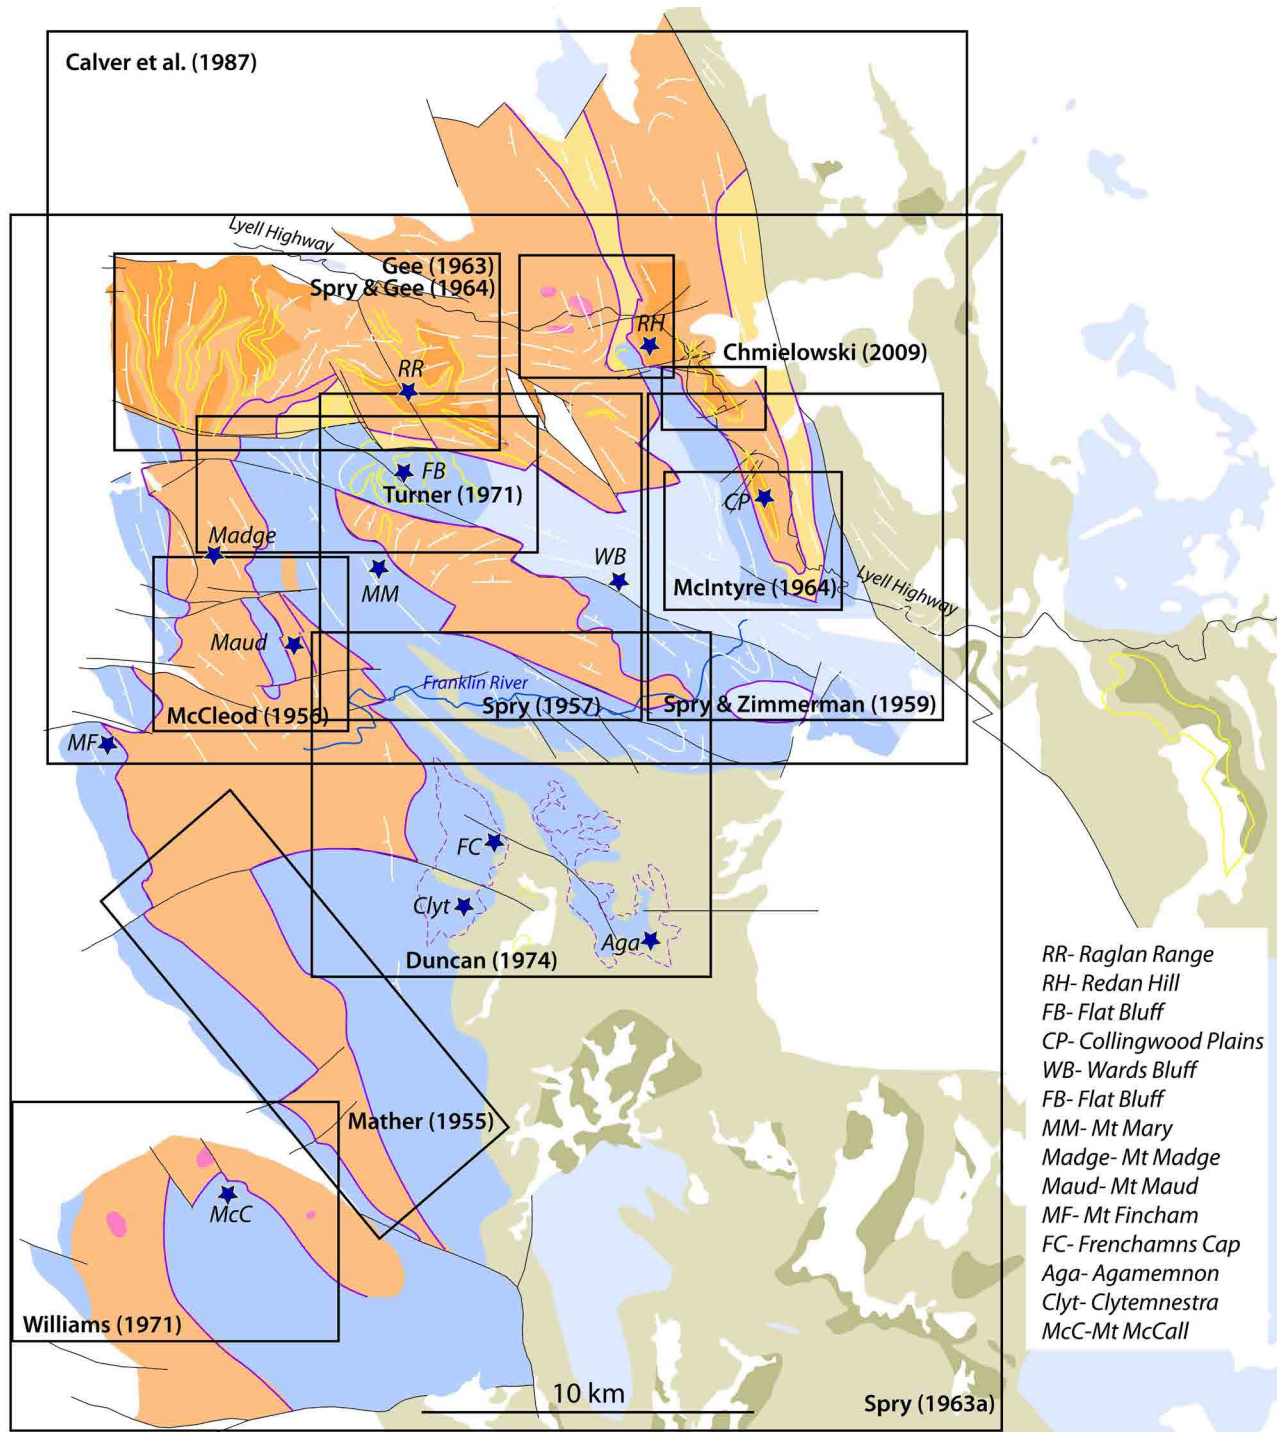 Calver et al. (1987)
Lyell Highway
Gee (1963)
Spry & Gee (1964)
RH
Chmielowski (2009)
RR
FB
Turner (1971)
CP
Madge
WB
MM
McIntyre (1964)
Lyell Highway
Maud
Franklin River
McCleod (1956)
Spry (1957)
Spry & Zimmerman (1959)
MF
FC
Clyt
Aga
Duncan (1974)
RR- Raglan Range
RH- Redan Hill
FB- Flat Bluff
CP- Collingwood Plains
WB- Wards Bluff
FB- Flat Bluff
MM- Mt Mary
Madge- Mt Madge
Maud- Mt Maud
MF- Mt Fincham
FC- Frenchamns Cap
Aga- Agamemnon
Clyt- Clytemnestra
McC-Mt McCall
Mather (1955)
McC
Williams (1971)
10 km
Spry (1963a)